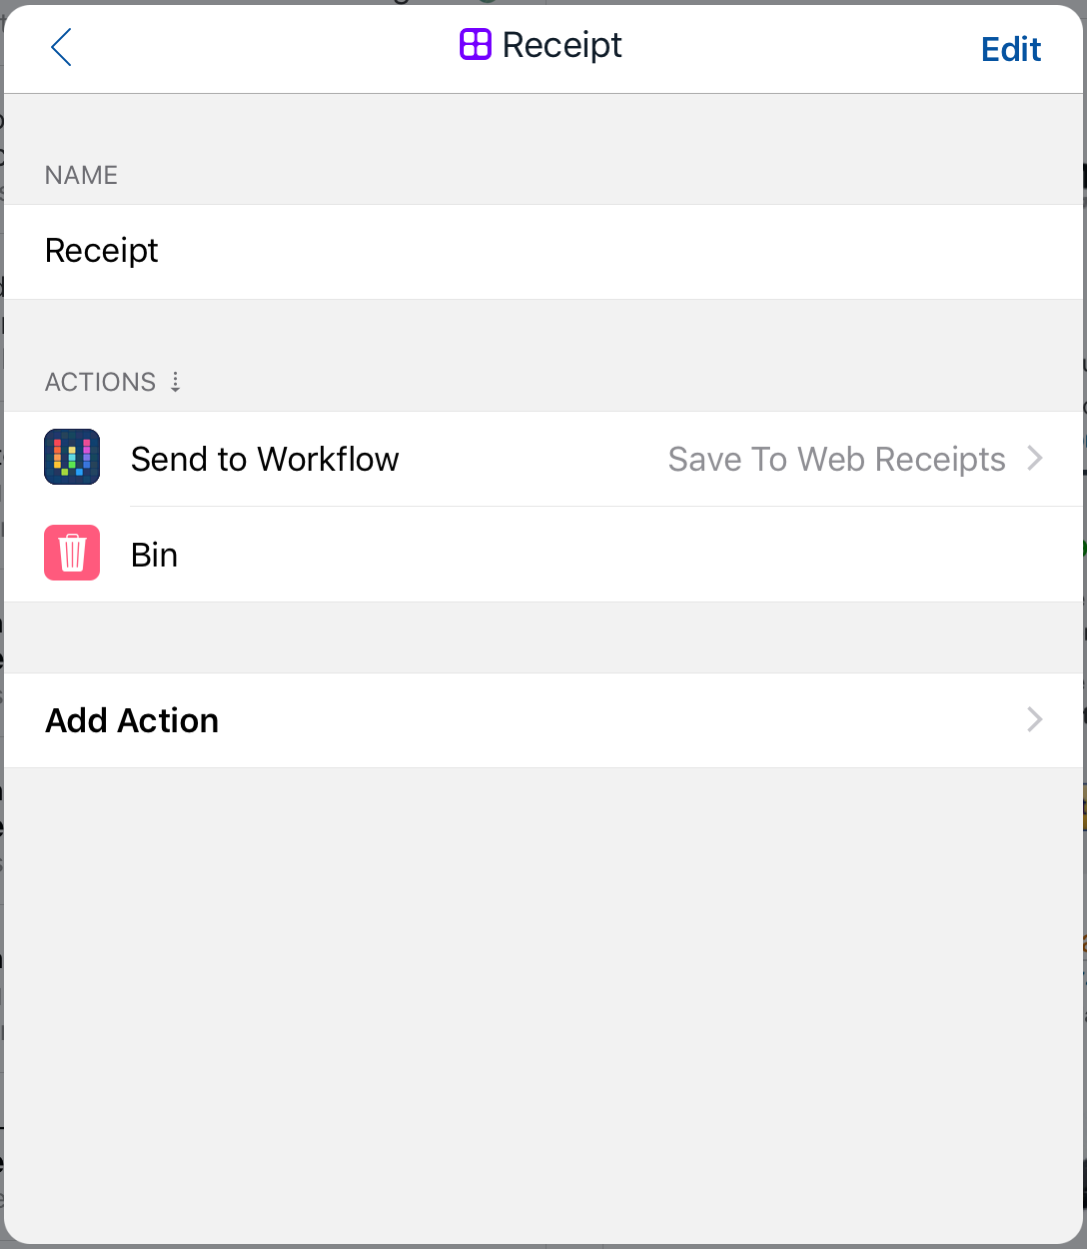 Receipt
Edit
NAME
Receipt
ACTIONS
Send to Workflow
Save To Web Receipts
Bin
Add Action